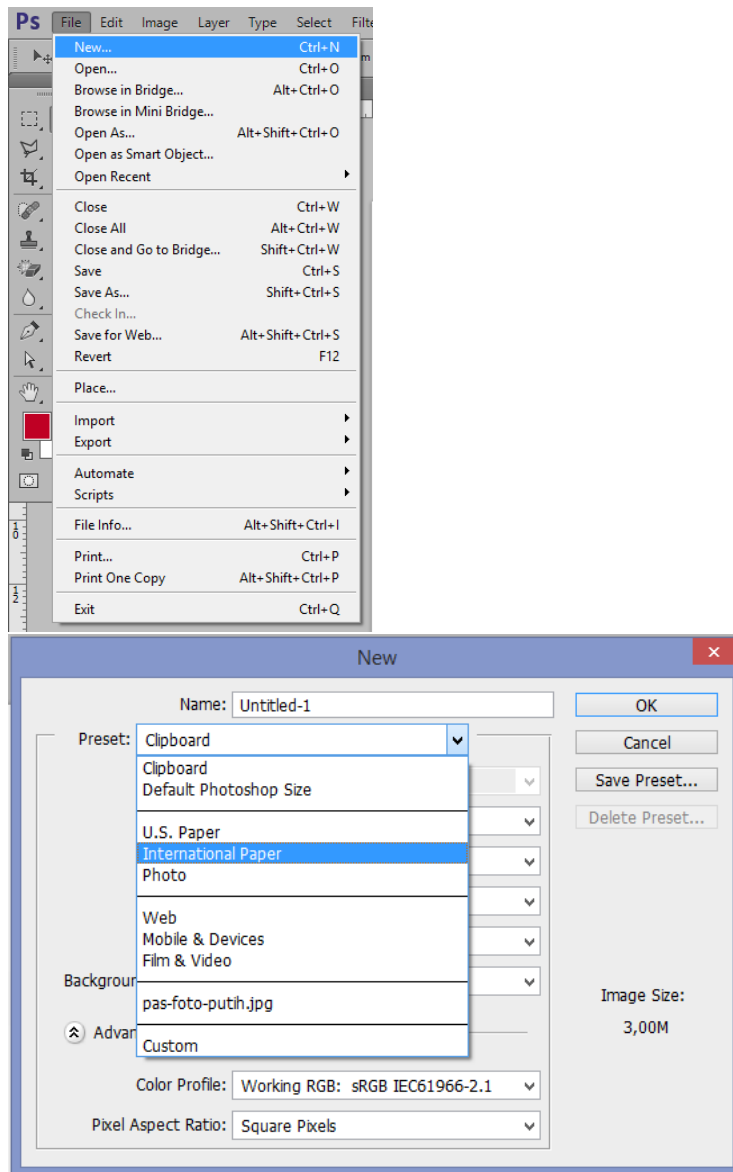 Ps File Edit Image Layer Type Select Filte
New... Ctrl+N
Open... Ctrl+O
Browse in Bridge... Alt+Ctrl+O
Browse in Mini Bridge...
Open As... Alt+Shift+Ctrl+O
Open as Smart Object...
Open Recent
Close Ctrl+W
Close All Alt+Ctrl+W
Close and Go to Bridge... Shift+Ctrl+W
Save Ctrl+S
Save As... Shift+Ctrl+S
Check In...
Save for Web... Alt+Shift+Ctrl+S
Revert F12
Place...
Import
Export
Automate
Scripts
File Info... Alt+Shift+Ctrl+I
Print... Ctrl+P
Print One Copy Alt+Shift+Ctrl+P
Exit Ctrl+Q
10
12
New
Name: Untitled-1 OK
Preset: Clipboard Cancel
Clipboard
Default Photoshop Size Save Preset...
Delete Preset...
U.S. Paper
International Paper
Photo
Web
Mobile & Devices
Film & Video
Backgroun
pas-foto-putih.jpg Image Size:
Advan 3,00M
Custom
Color Profile: Working RGB: sRGB IEC61966-2.1
Pixel Aspect Ratio: Square Pixels